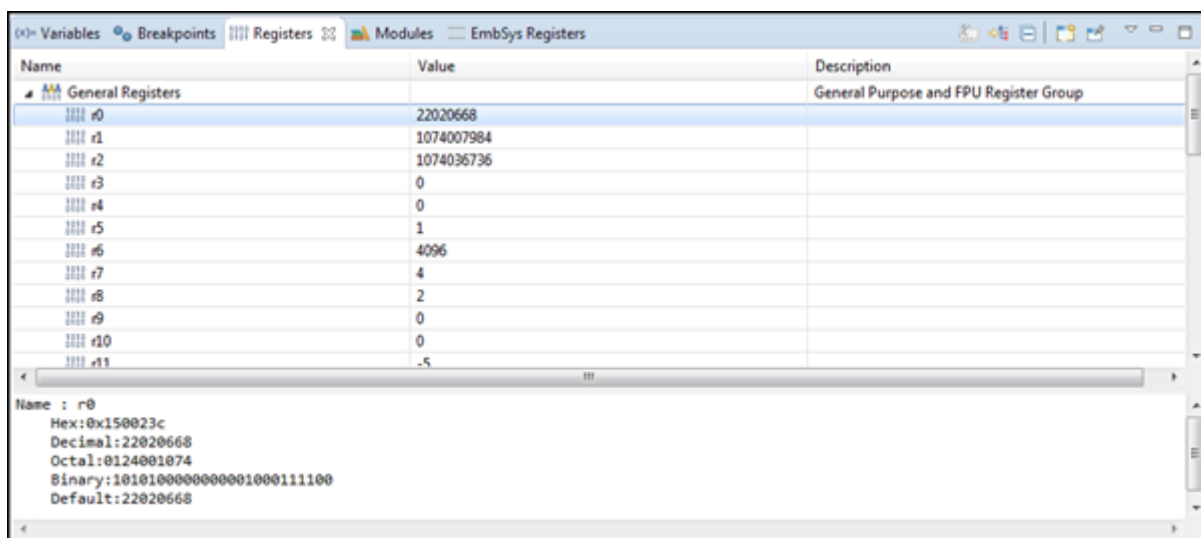 (x)= Variables Breakpoints Registers Modules EmbSys Registers
Name Value Description
General Registers General Purpose and FPU Register Group
r0 22020668
r1 1074007984
r2 1074036736
r3 0
r4 0
r5 1
r6 4096
r7 4
r8 2
r9 0
r10 0
r11 -5
Name : r0
Hex:0x150023c
Decimal:22020668
Octal:0124001074
Binary:1010100000000001000111100
Default:22020668